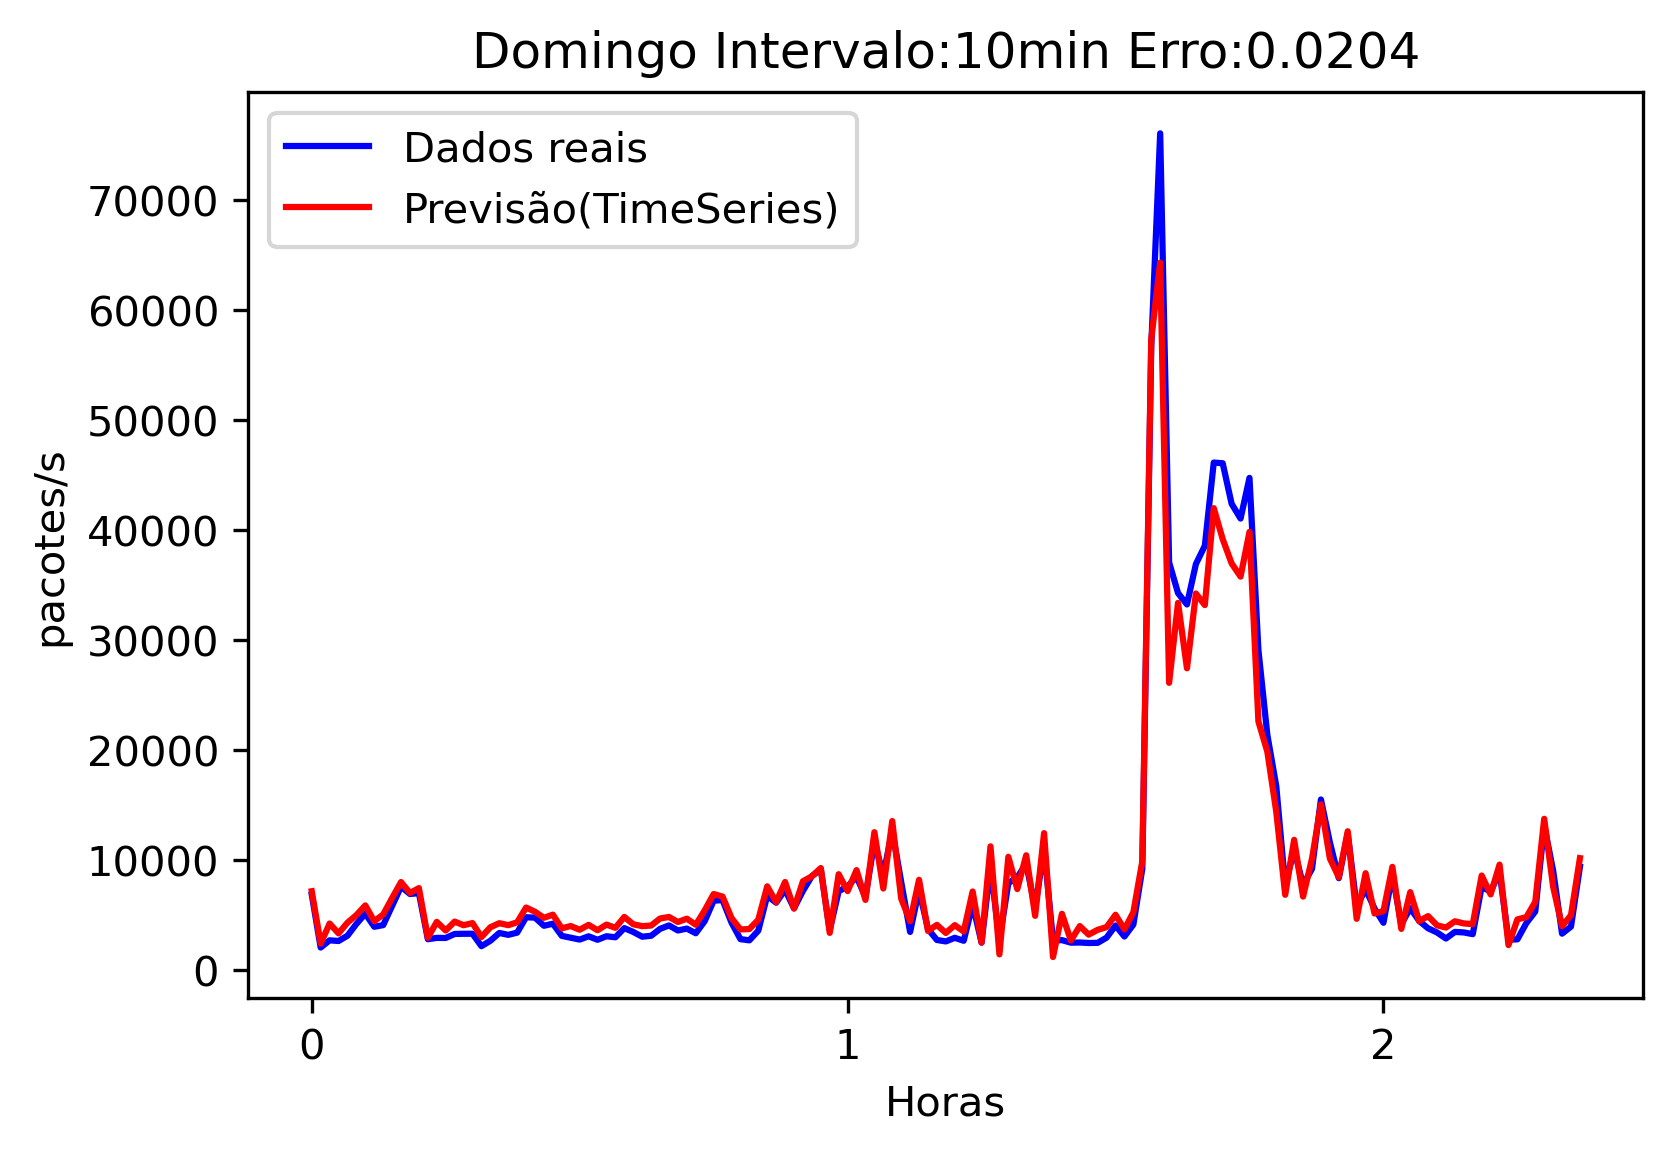 Domingo Intervalo:10min Erro:0.0204
Dados reais
Previsão(TimeSeries)
70000
60000
50000
40000
30000
20000
10000
0
pacotes/s
0 1 2
Horas